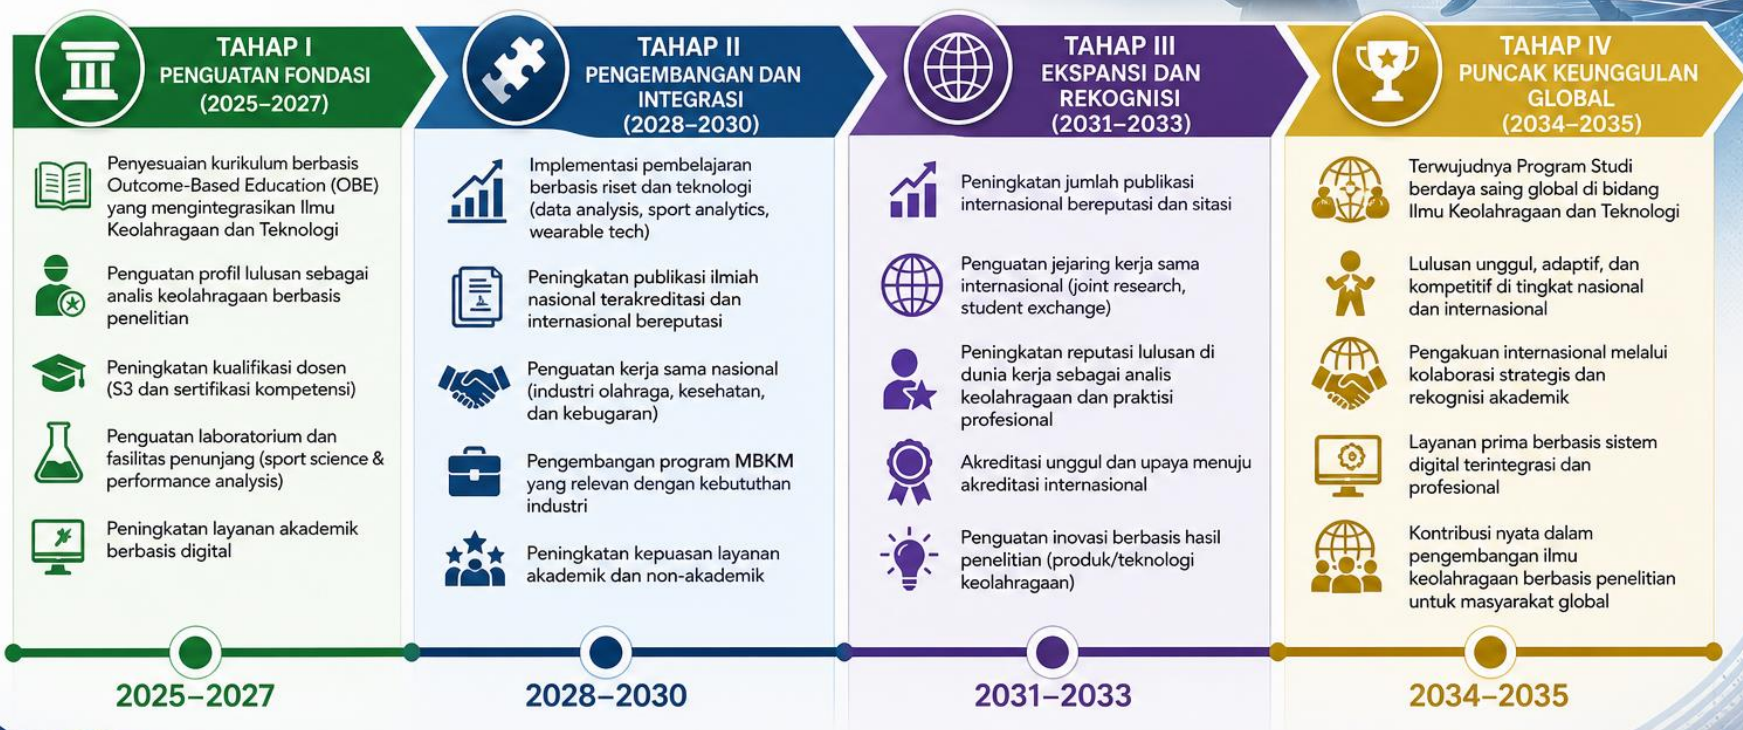 TAHAP I
PENGUATAN FONDASI
(2025–2027)
Penyesuaian kurikulum berbasis
Outcome-Based Education (OBE)
yang mengintegrasikan Ilmu
Keolahragaan dan Teknologi
Penguatan profil lulusan sebagai
analis keolahragaan berbasis
penelitian
Peningkatan kualifikasi dosen
(S3 dan sertifikasi kompetensi)
Penguatan laboratorium dan
fasilitas penunjang (sport science &
performance analysis)
Peningkatan layanan akademik
berbasis digital
2025–2027
TAHAP II
PENGEMBANGAN DAN
INTEGRASI
(2028–2030)
Implementasi pembelajaran
berbasis riset dan teknologi
(data analysis, sport analytics,
wearable tech)
Peningkatan publikasi ilmiah
nasional terakreditasi dan
internasional bereputasi
Penguatan kerja sama nasional
(industri olahraga, kesehatan,
dan kebugaran)
Pengembangan program MBKM
yang relevan dengan kebututhan
industri
Peningkatan kepuasan layanan
akademik dan non-akademik
2028–2030
TAHAP III
EKSPANSI DAN
REKOGNISI
(2031–2033)
Peningkatan jumlah publikasi
internasional bereputasi dan sitasi
Penguatan jejaring kerja sama
internasional (joint research,
student exchange)
Peningkatan reputasi lulusan di
dunia kerja sebagai analis
keolahragaan dan praktisi
profesional
Akreditasi unggul dan upaya menuju
akreditasi internasional
Penguatan inovasi berbasis hasil
penelitian (produk/teknologi
keolahragaan)
2031–2033
TAHAP IV
PUNCAK KEUNGGULAN
GLOBAL
(2034–2035)
Terwujudnya Program Studi
berdaya saing global di bidang
Ilmu Keolahragaan dan Teknologi
Lulusan unggul, adaptif, dan
kompetitif di tingkat nasional
dan internasional
Pengakuan internasional melalui
kolaborasi strategis dan
rekognisi akademik
Layanan prima berbasis sistem
digital terintegrasi dan
profesional
Kontribusi nyata dalam
pengembangan ilmu
keolahragaan berbasis penelitian
untuk masyarakat global
2034–2035